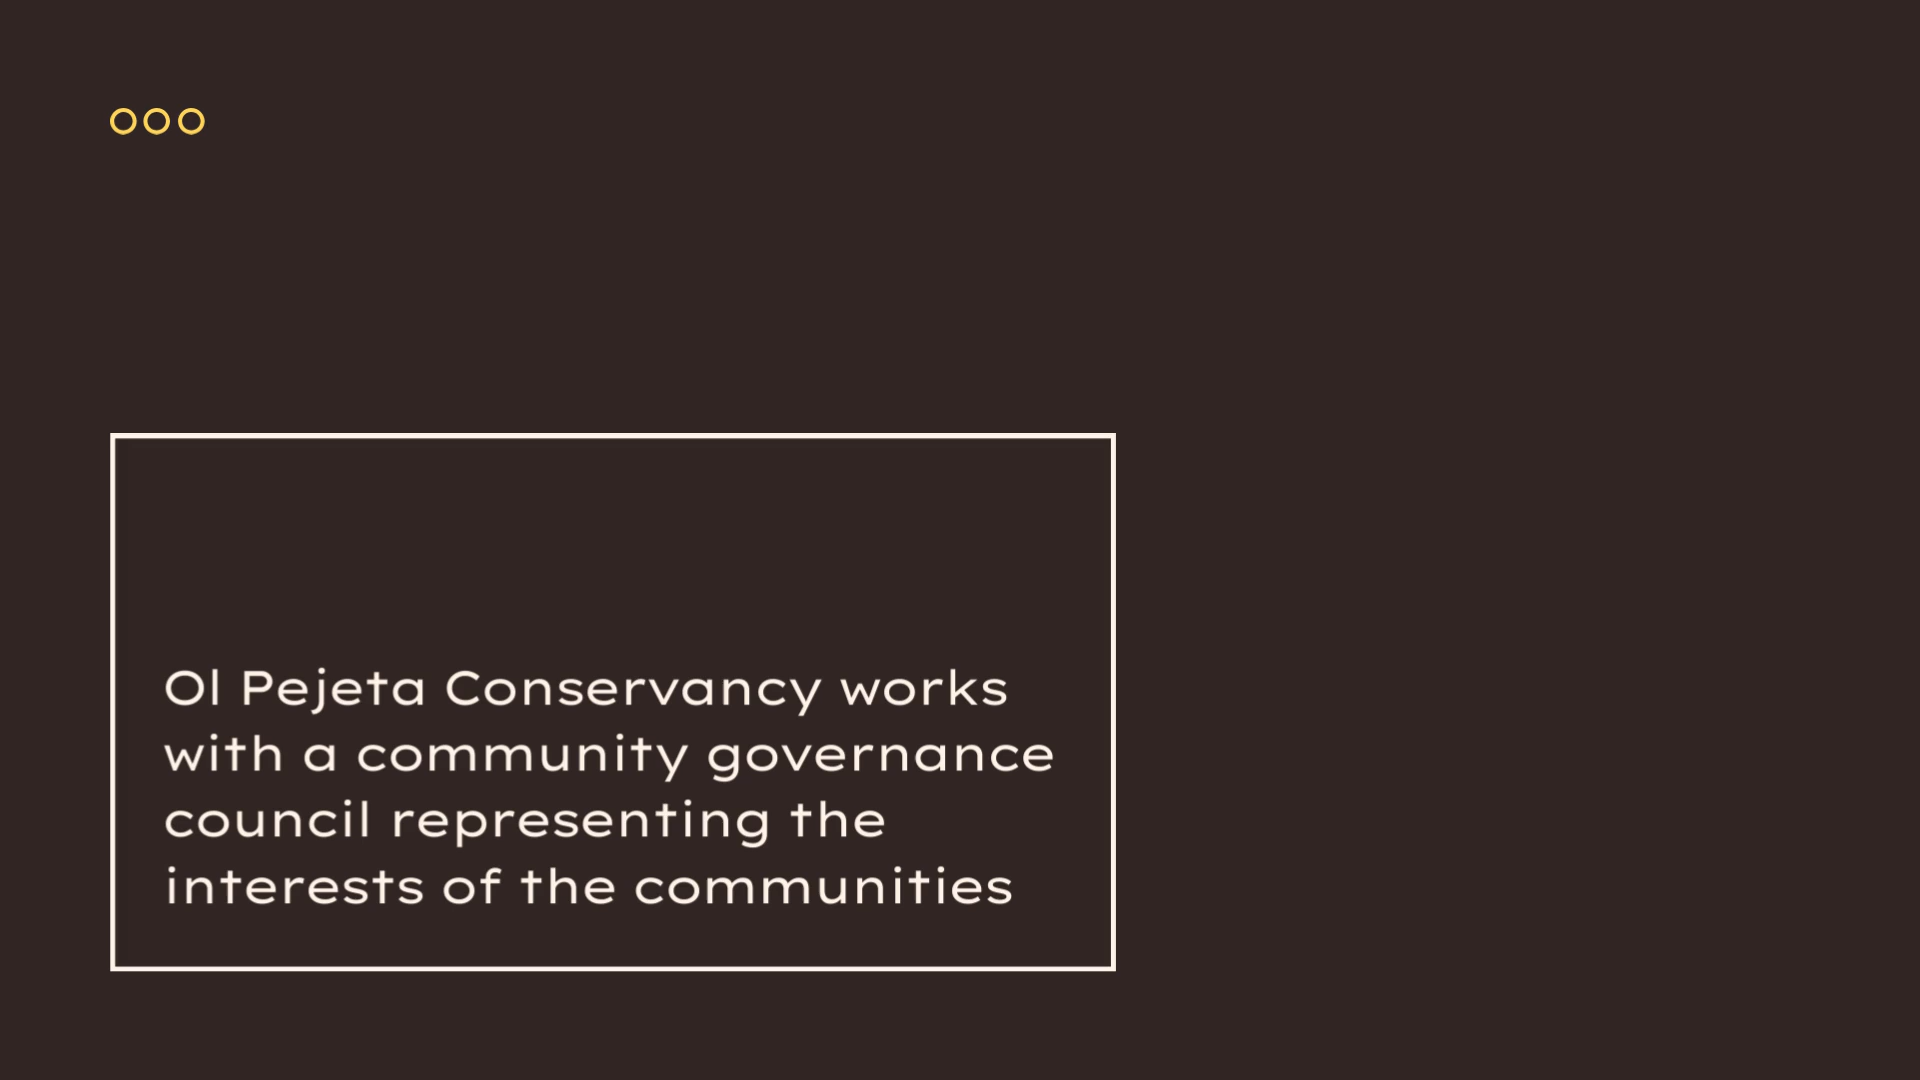 Ol Pejeta Conservancy works
with a community governance
council representing the
interests of the communities